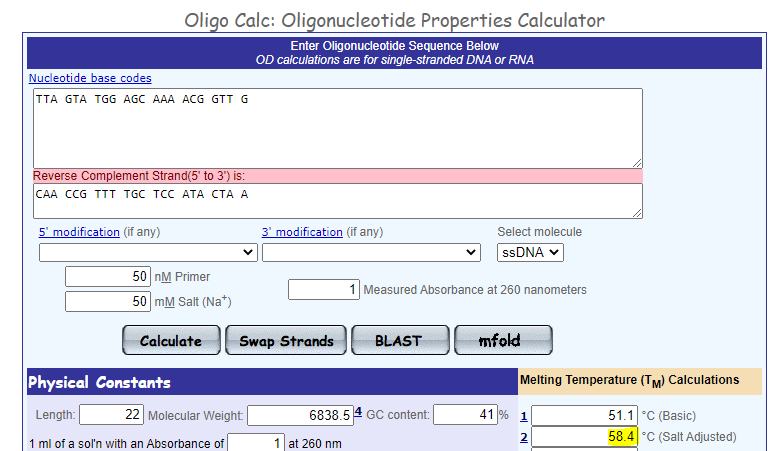 Oligo Calc: Oligonucleotide Properties Calculator
Enter Oligonucleotide Sequence Below
OD calculations are for single-stranded DNA or RNA
Nucleotide base codes
TTA GTA TGG AGC AAA ACG GTT G
Reverse Complement Strand(5' to 3') is:
CAA CCG TTT TGC TCC ATA CTA A
5' modification (if any) 3' modification (if any) Select molecule
ssDNA
50 nM Primer
1 Measured Absorbance at 260 nanometers
50 mM Salt (Na+)
Calculate Swap Strands BLAST mfold
Physical Constants Melting Temperature (TM) Calculations
Length: 22 Molecular Weight: 6838.5 4 GC content: 41 % 1 51.1 °C (Basic)
2 58.4 °C (Salt Adjusted)
1 ml of a sol'n with an Absorbance of 1 at 260 nm